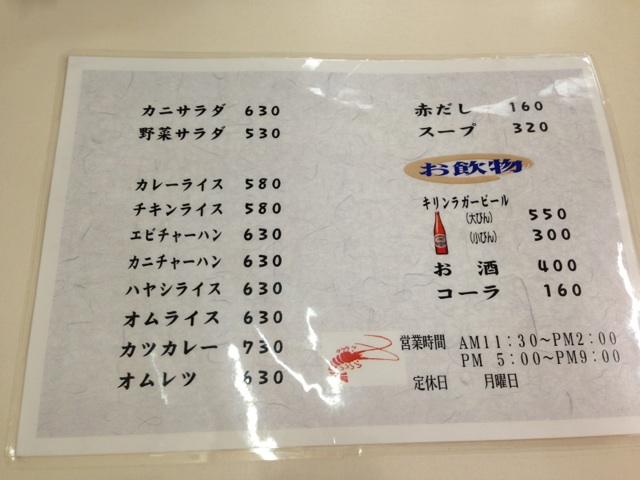 カニサラダ 630
野菜サラダ 530
カレーライス 580
チキンライス 580
エビチャーハン 630
カニチャーハン 630
ハヤシライス 630
オムライス 630
カツカレー 730
オムレツ 630
赤だし 160
スープ 320
お飲物
キリンラガービール
(大びん) 550
(小びん) 300
お酒 400
コーラ 160
営業時間 AM11:30~PM2:00
PM 5:00~PM9:00
定休日 月曜日